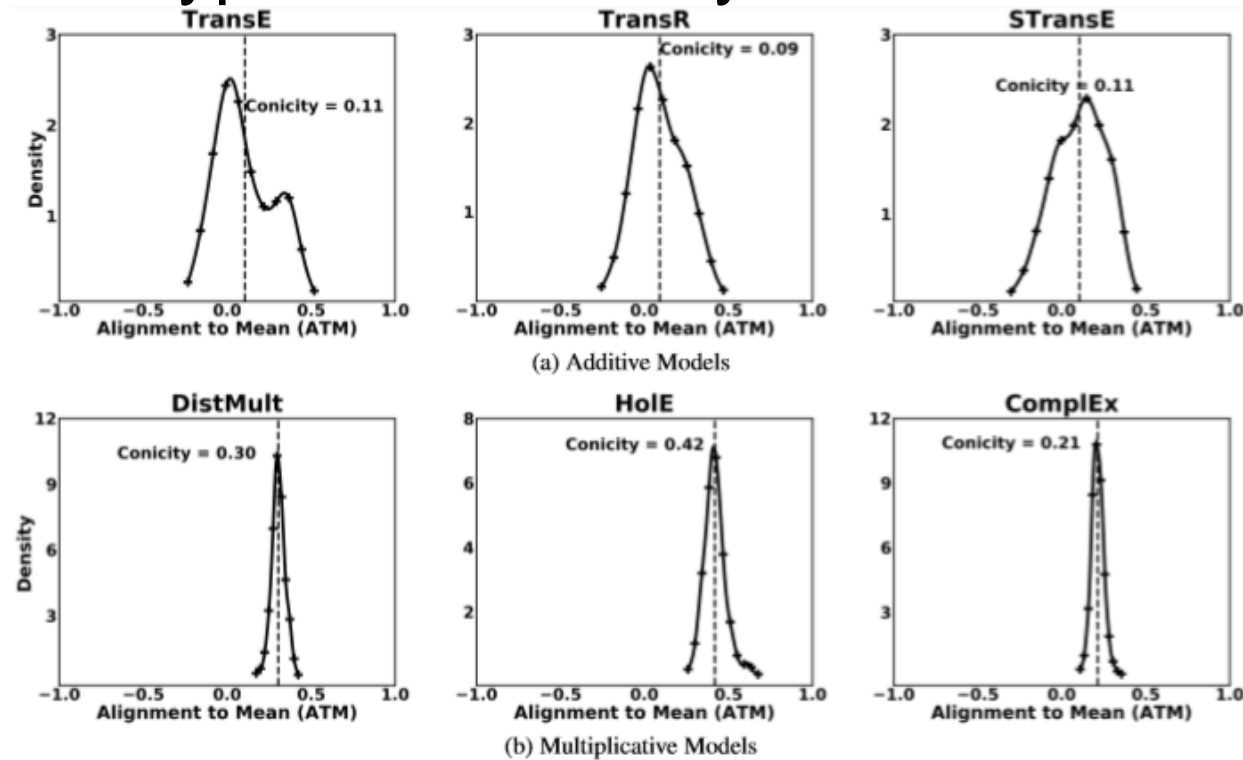 TransE
TransR
STransE
3
2
1
Density
Conicity = 0.11
−1.0 −0.5 0.0 0.5 1.0
Alignment to Mean (ATM)
3
2
1
Conicity = 0.09
−1.0 −0.5 0.0 0.5 1.0
Alignment to Mean (ATM)
3
2
1
Conicity = 0.11
−1.0 −0.5 0.0 0.5 1.0
Alignment to Mean (ATM)
(a) Additive Models
DistMult
HolE
ComplEx
12
9
6
3
Density
Conicity = 0.30
−1.0 −0.5 0.0 0.5 1.0
Alignment to Mean (ATM)
8
6
4
2
Conicity = 0.42
−1.0 −0.5 0.0 0.5 1.0
Alignment to Mean (ATM)
12
9
6
3
Conicity = 0.21
−1.0 −0.5 0.0 0.5 1.0
Alignment to Mean (ATM)
(b) Multiplicative Models